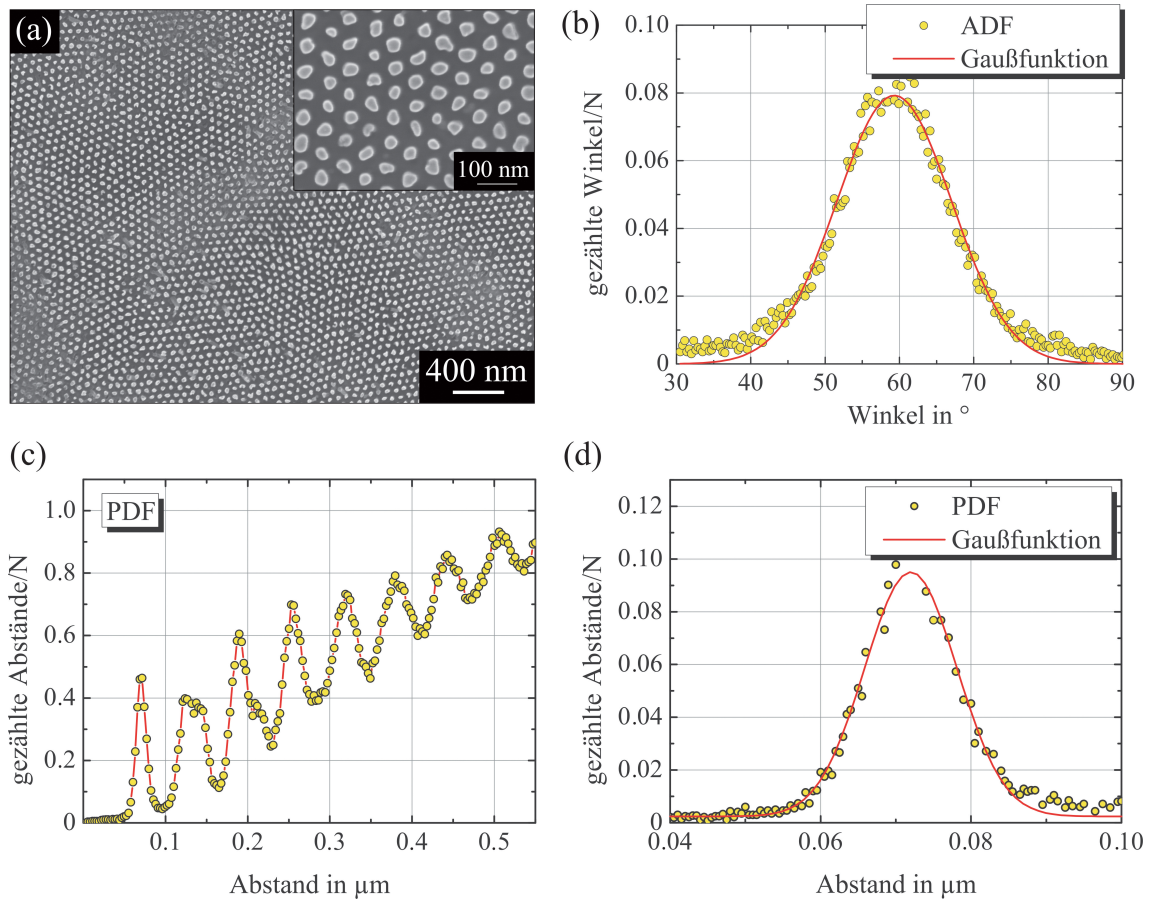 (a)
100 nm
400 nm
(b)
ADF
Gaußfunktion
gezählte Winkel/N
0.10
0.08
0.06
0.04
0.02
0
30 40 50 60 70 80 90
Winkel in °
(c)
PDF
gezählte Abstände/N
1.0
0.8
0.6
0.4
0.2
0
0.1 0.2 0.3 0.4 0.5
Abstand in µm
(d)
PDF
Gaußfunktion
gezählte Abstände/N
0.12
0.10
0.08
0.06
0.04
0.02
0
0.04 0.06 0.08 0.10
Abstand in µm